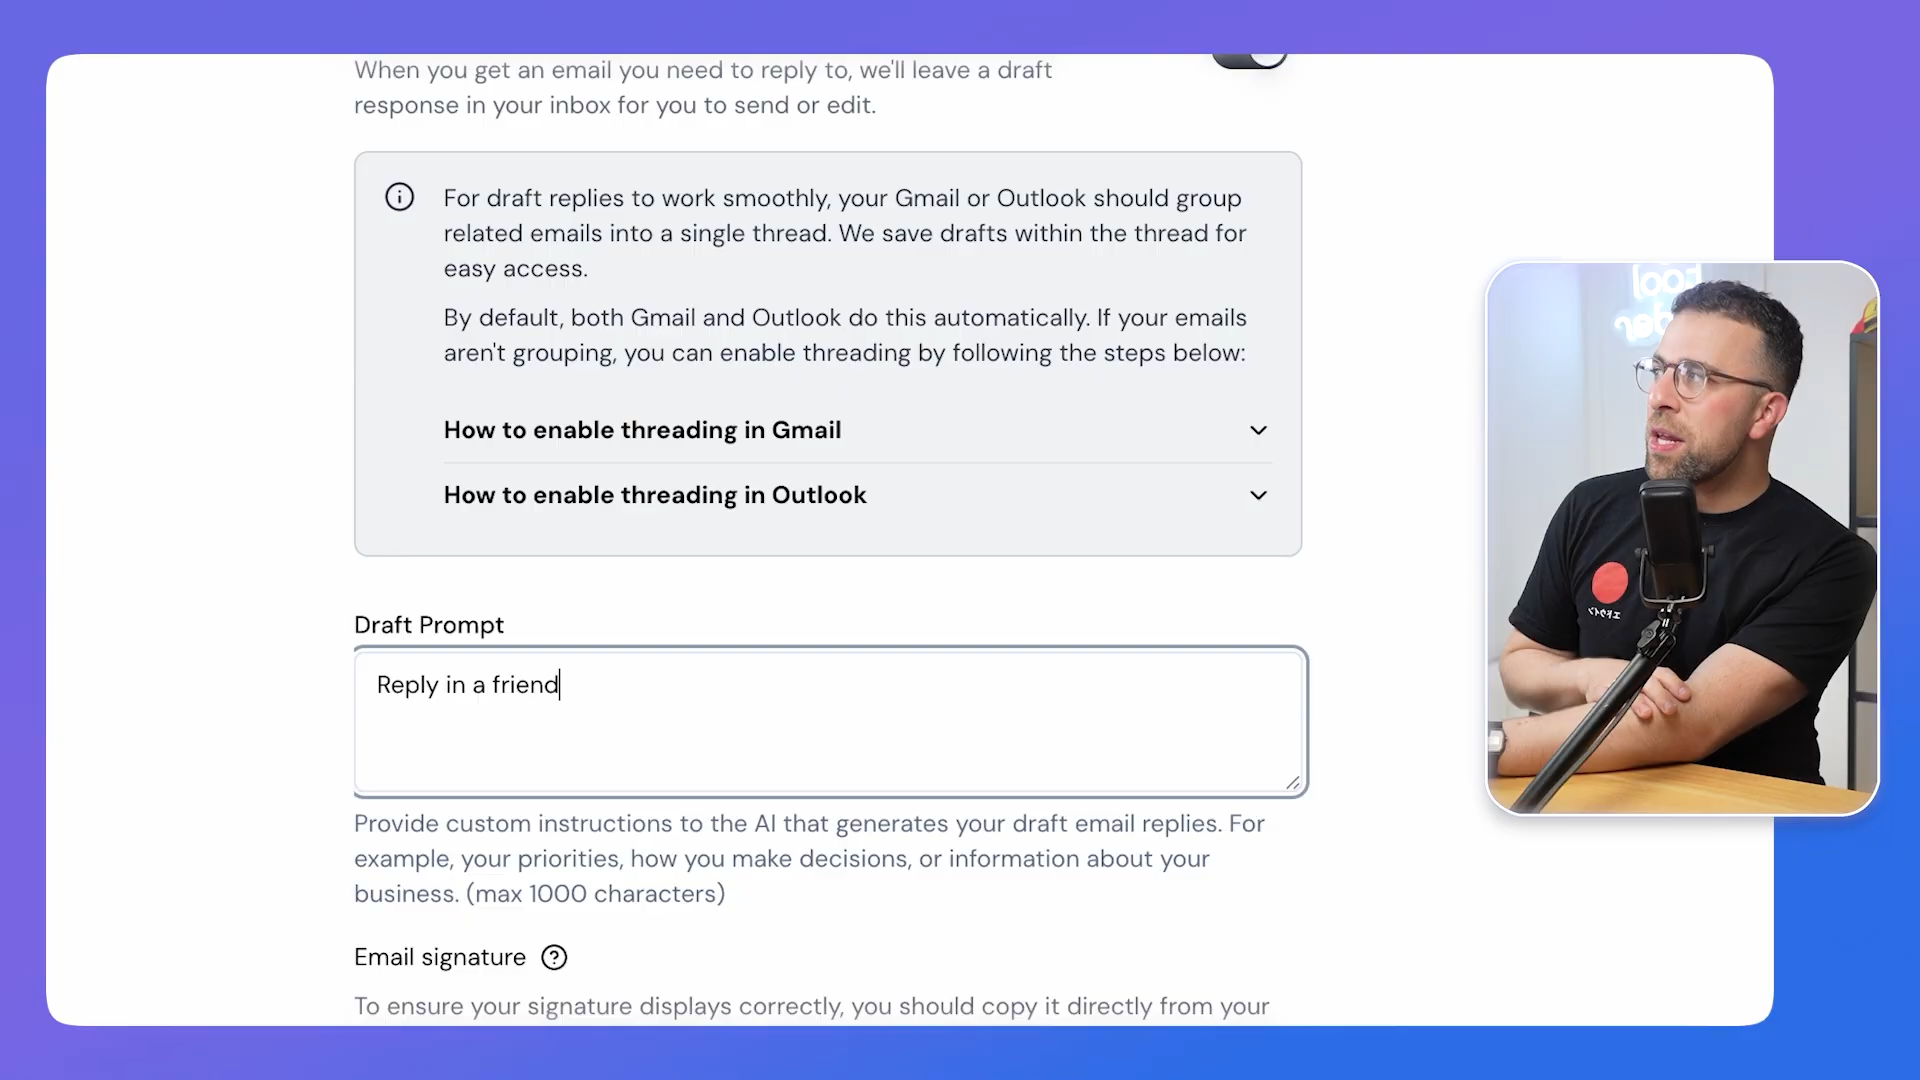 When you get an email you need to reply to, we'll leave a draft
response in your inbox for you to send or edit.
For draft replies to work smoothly, your Gmail or Outlook should group
related emails into a single thread. We save drafts within the thread for
easy access.
By default, both Gmail and Outlook do this automatically. If your emails
aren't grouping, you can enable threading by following the steps below:
How to enable threading in Gmail
How to enable threading in Outlook
Draft Prompt
Reply in a friend
Provide custom instructions to the AI that generates your draft email replies. For
example, your priorities, how you make decisions, or information about your
business. (max 1000 characters)
Email signature
To ensure your signature displays correctly, you should copy it directly from your